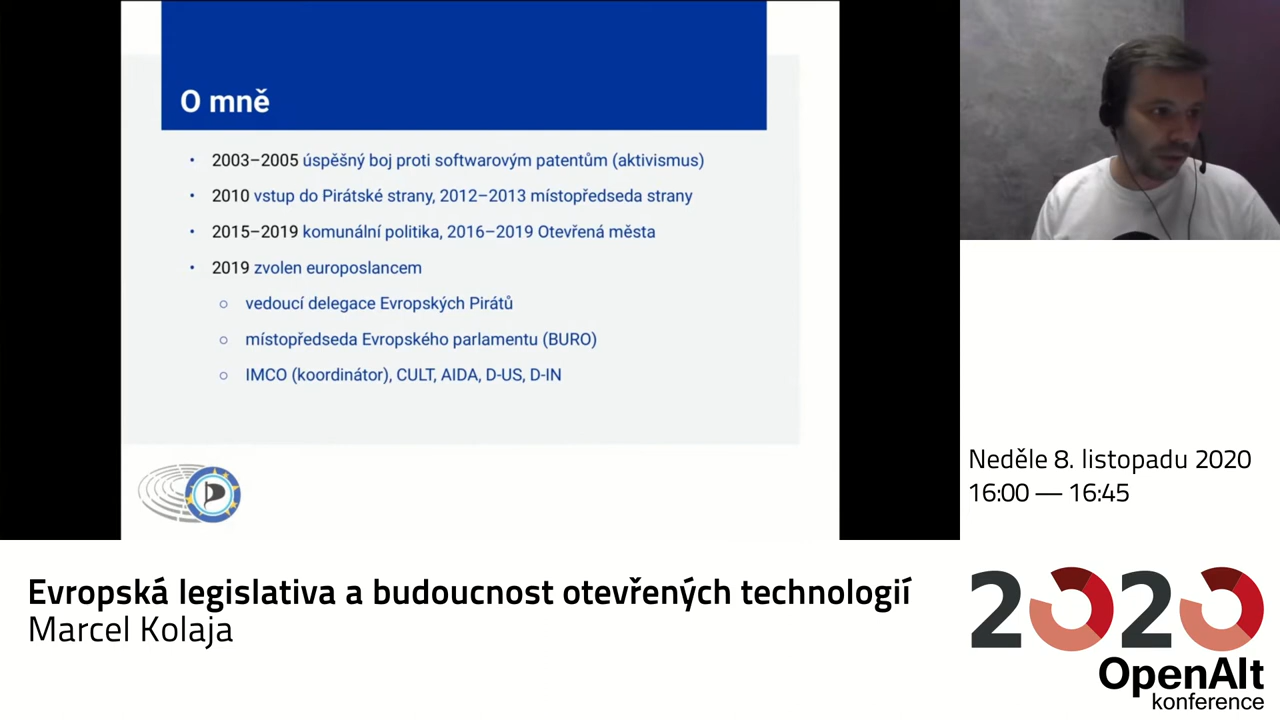 O mně
• 2003–2005 úspěšný boj proti softwarovým patentům (aktivismus)
• 2010 vstup do Pirátské strany, 2012–2013 místopředseda strany
• 2015–2019 komunální politika, 2016–2019 Otevřená města
• 2019 zvolen europoslancem
○ vedoucí delegace Evropských Pirátů
○ místopředseda Evropského parlamentu (BURO)
○ IMCO (koordinátor), CULT, AIDA, D-US, D-IN
Neděle 8. listopadu 2020
16:00 — 16:45
Evropská legislativa a budoucnost otevřených technologií
Marcel Kolaja
2020
OpenAlt
konference